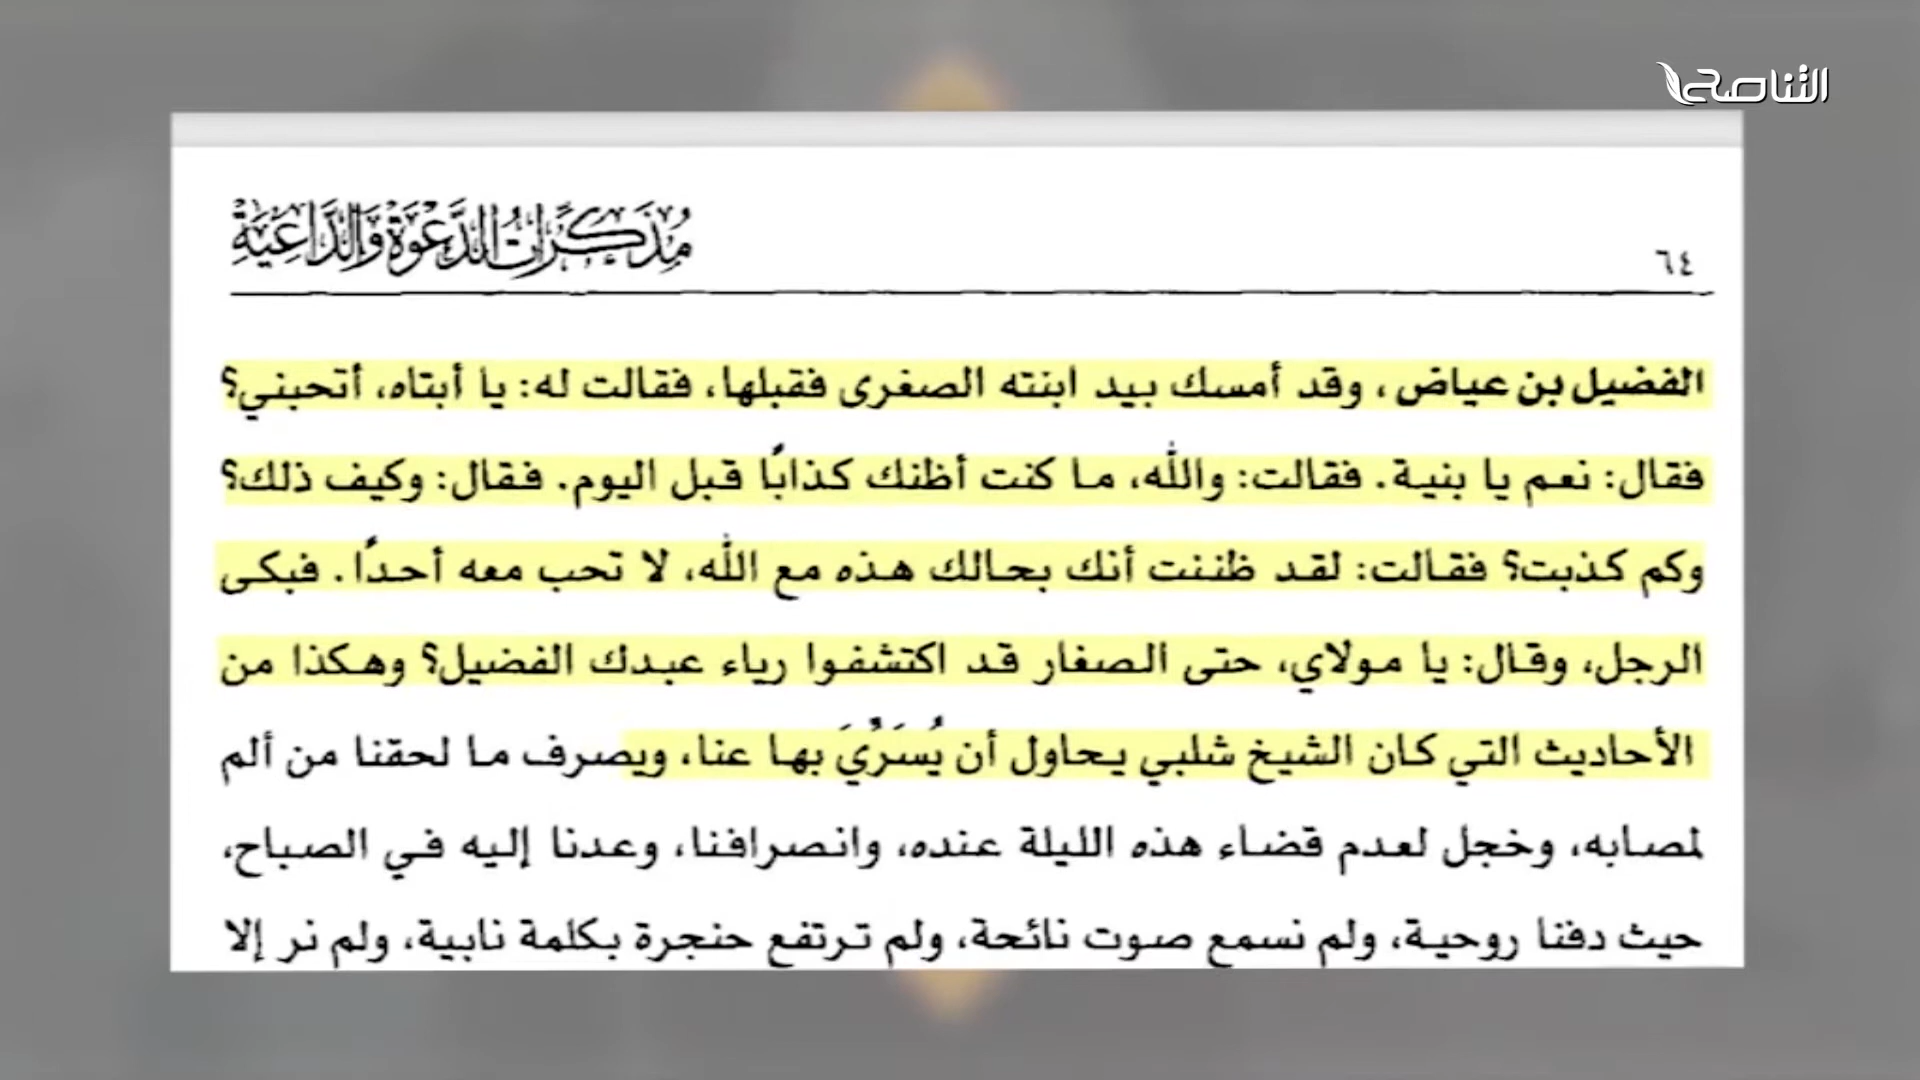 التناصح
مُذَكِّرَاتُ الدَّعْوَةِ وَالدَّاعِيَةِ
٦٤
الفضيل بن عياض، وقد أمسك بيد ابنته الصغرى فقبلها، فقالت له: يا أبتاه، أتحبني؟
فقال: نعم يا بنية. فقالت: والله، ما كنت أظنك كذابًا قبل اليوم. فقال: وكيف ذلك؟
وكم كذبت؟ فقالت: لقد ظننت أنك بحالك هذه مع الله، لا تحب معه أحدًا. فبكى
الرجل، وقال: يا مولاي، حتى الصغار قد اكتشفوا رياء عبدك الفضيل؟ وهكذا من
الأحاديث التي كان الشيخ شلبي يحاول أن يُسَرِّيَ بها عنا، ويصرف ما لحقنا من ألم
لمصابه، وخجل لعدم قضاء هذه الليلة عنده، وانصرافنا، وعدنا إليه في الصباح،
حيث دفنا روحية، ولم نسمع صوت نائحة، ولم ترتفع حنجرة بكلمة نابية، ولم نر إلا